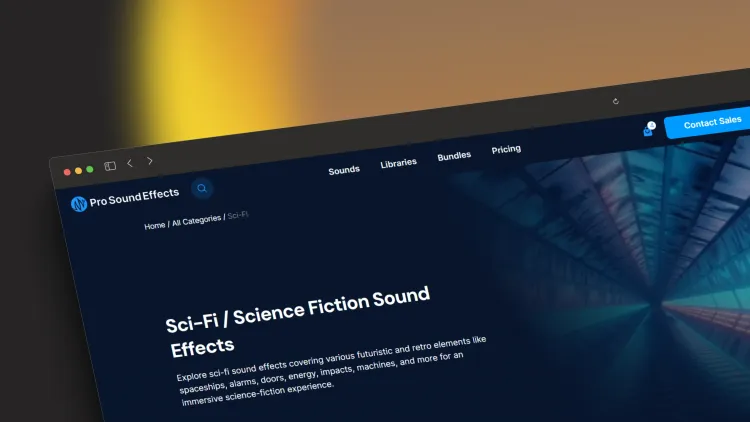 Pro Sound Effects
Sounds
Libraries
Bundles
Pricing
Contact Sales
Home / All Categories / Sci-Fi
Sci-Fi / Science Fiction Sound
Effects
Explore sci-fi sound effects covering various futuristic and retro elements like
spaceships, alarms, doors, energy, impacts, machines, and more for an
immersive science-fiction experience.